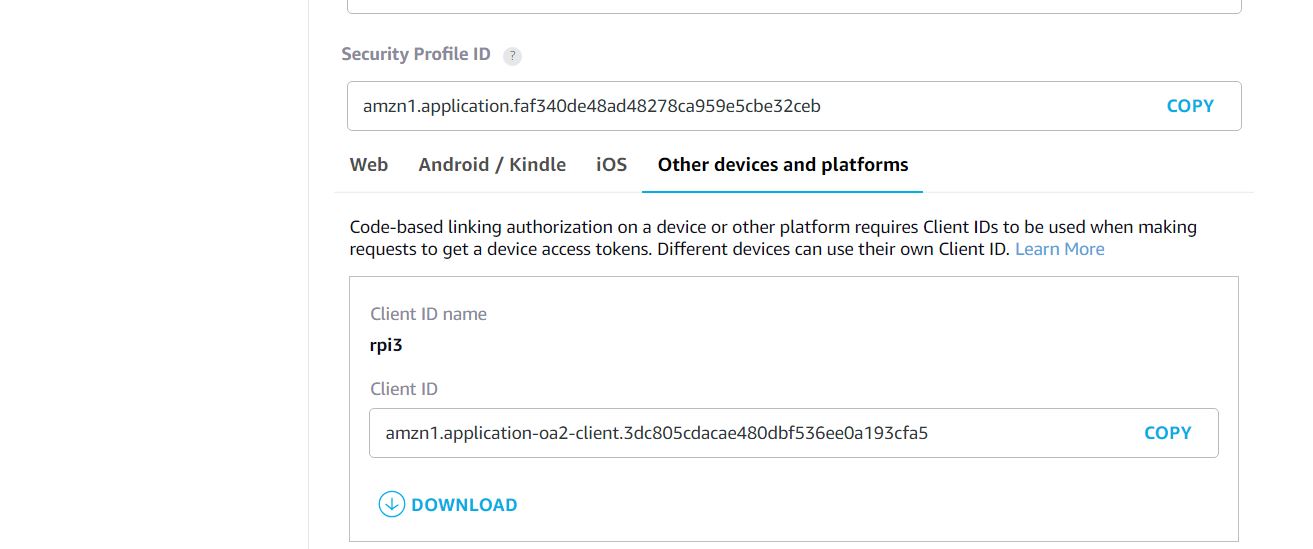 Security Profile ID ?
amzn1.application.faf340de48ad48278ca959e5cbe32ceb COPY
Web Android / Kindle iOS Other devices and platforms
Code-based linking authorization on a device or other platform requires Client IDs to be used when making
requests to get a device access tokens. Different devices can use their own Client ID. Learn More
Client ID name
rpi3
Client ID
amzn1.application-oa2-client.3dc805cdacae480dbf536ee0a193cfa5 COPY
DOWNLOAD